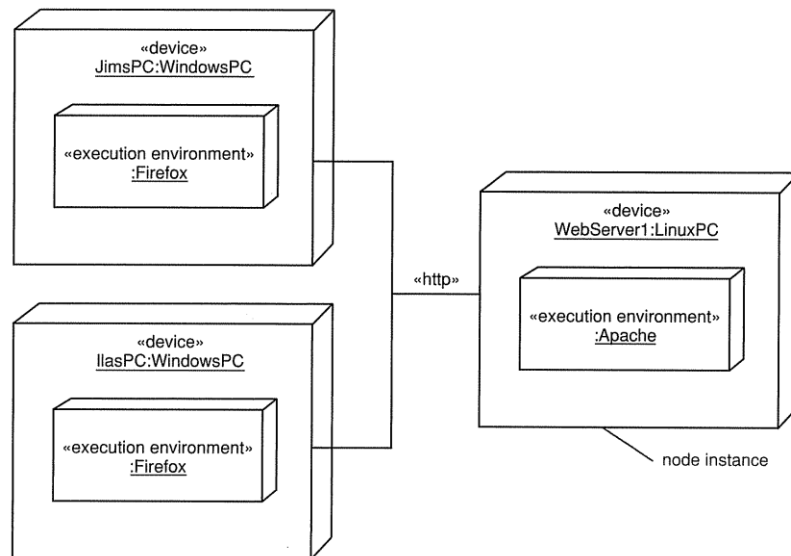 «device»
JimsPC:WindowsPC
«execution environment»
:Firefox
«device»
IlasPC:WindowsPC
«execution environment»
:Firefox
«http»
«device»
WebServer1:LinuxPC
«execution environment»
:Apache
node instance